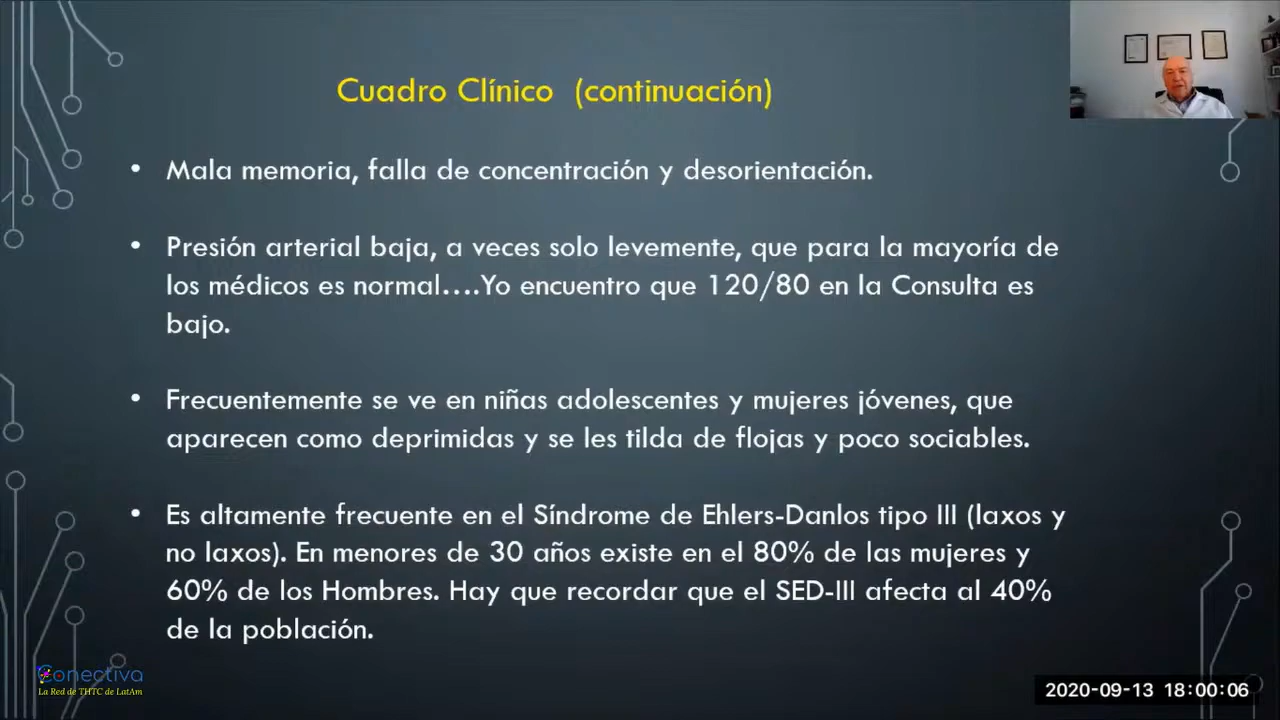 Cuadro Clínico (continuación)
• Mala memoria, falla de concentración y desorientación.
• Presión arterial baja, a veces solo levemente, que para la mayoría de
los médicos es normal....Yo encuentro que 120/80 en la Consulta es
bajo.
• Frecuentemente se ve en niñas adolescentes y mujeres jóvenes, que
aparecen como deprimidas y se les tilda de flojas y poco sociables.
• Es altamente frecuente en el Síndrome de Ehlers-Danlos tipo III (laxos y
no laxos). En menores de 30 años existe en el 80% de las mujeres y
60% de los Hombres. Hay que recordar que el SED-III afecta al 40%
de la población.
Conectiva
La Red de THTC de LatAm
2020-09-13 18:00:06